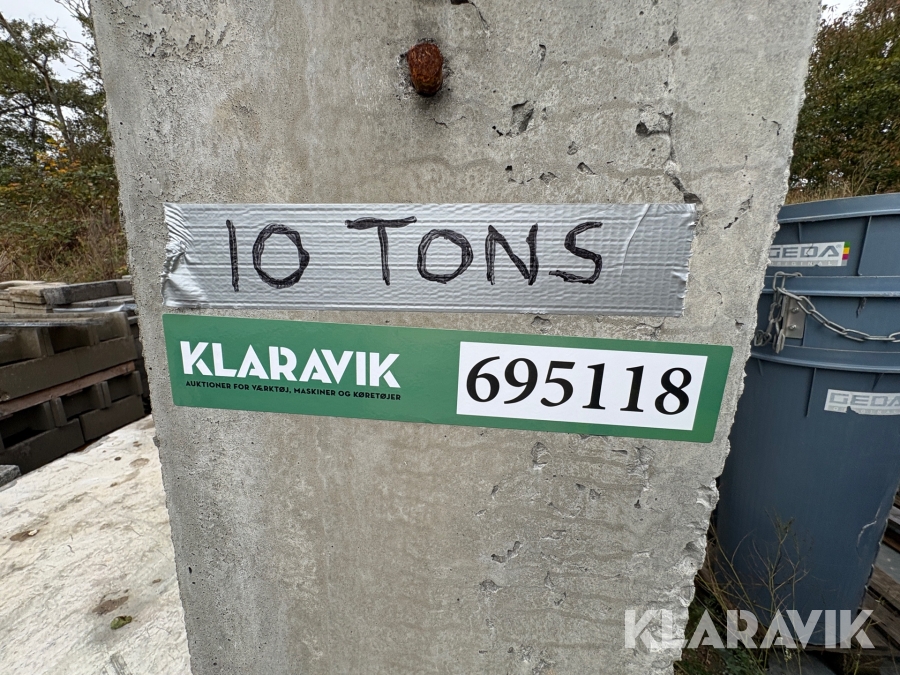 10 TONS
KLARAVIK
AUKTIONER FOR VÆRKTØJ, MASKINER OG KØRETØJER
695118
GEDA
GEDA
KLARAVIK